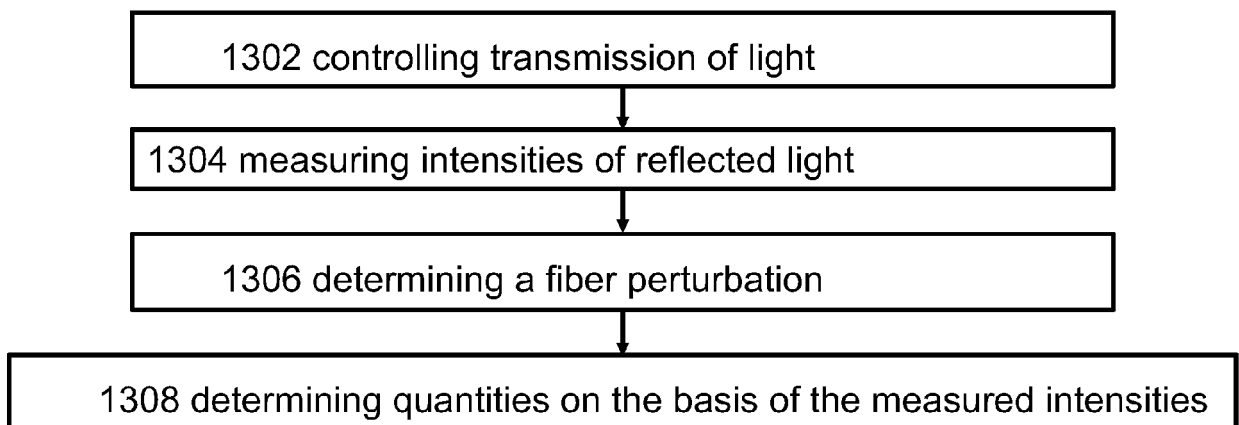 1302 controlling transmission of light
1304 measuring intensities of reflected light
1306 determining a fiber perturbation
1308 determining quantities on the basis of the measured intensities